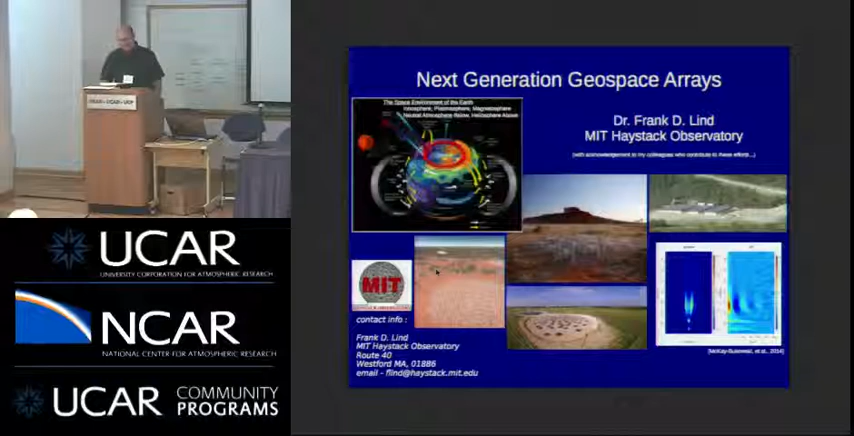 NCAR • UCAR • UCP
UCAR
UNIVERSITY CORPORATION FOR ATMOSPHERIC RESEARCH
NCAR
NATIONAL CENTER FOR ATMOSPHERIC RESEARCH
UCAR COMMUNITY PROGRAMS
Next Generation Geospace Arrays
The Space Environment of the Earth
Ionosphere, Plasmasphere, Magnetosphere
Neutral Atmosphere Below, Heliosphere Above
Dr. Frank D. Lind
MIT Haystack Observatory
(with acknowledgement to my colleagues who contribute to these efforts...)
MIT
contact info :
Frank D. Lind
MIT Haystack Observatory
Route 40
Westford MA, 01886
email - flind@haystack.mit.edu